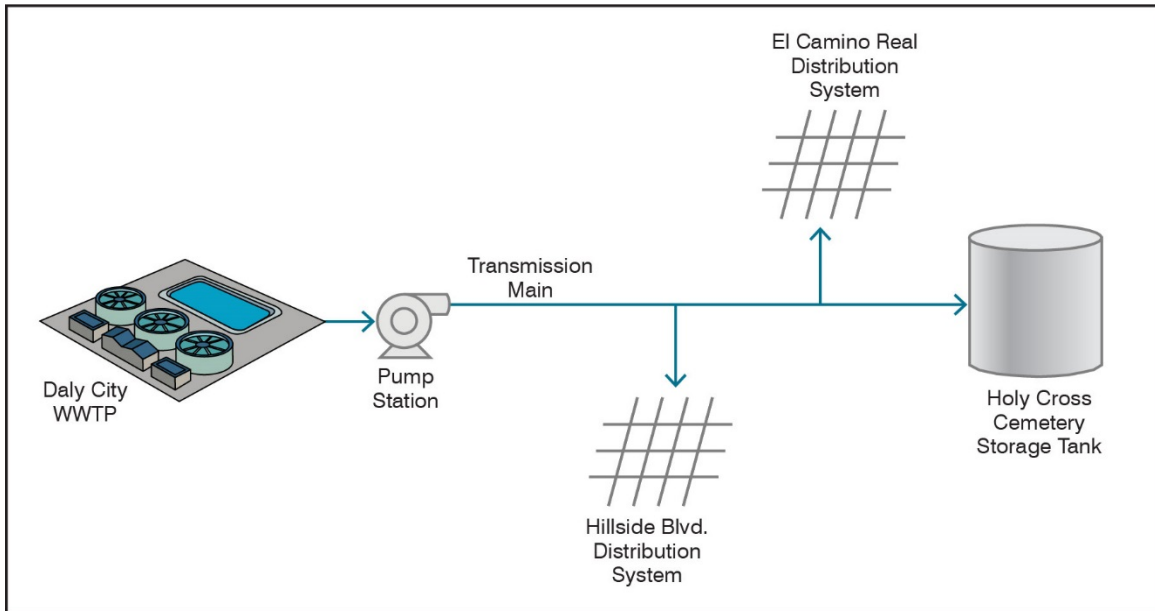 El Camino Real
Distribution
System
Transmission
Main
Daly City
WWTP
Pump
Station
Holy Cross
Cemetery
Storage Tank
Hillside Blvd.
Distribution
System